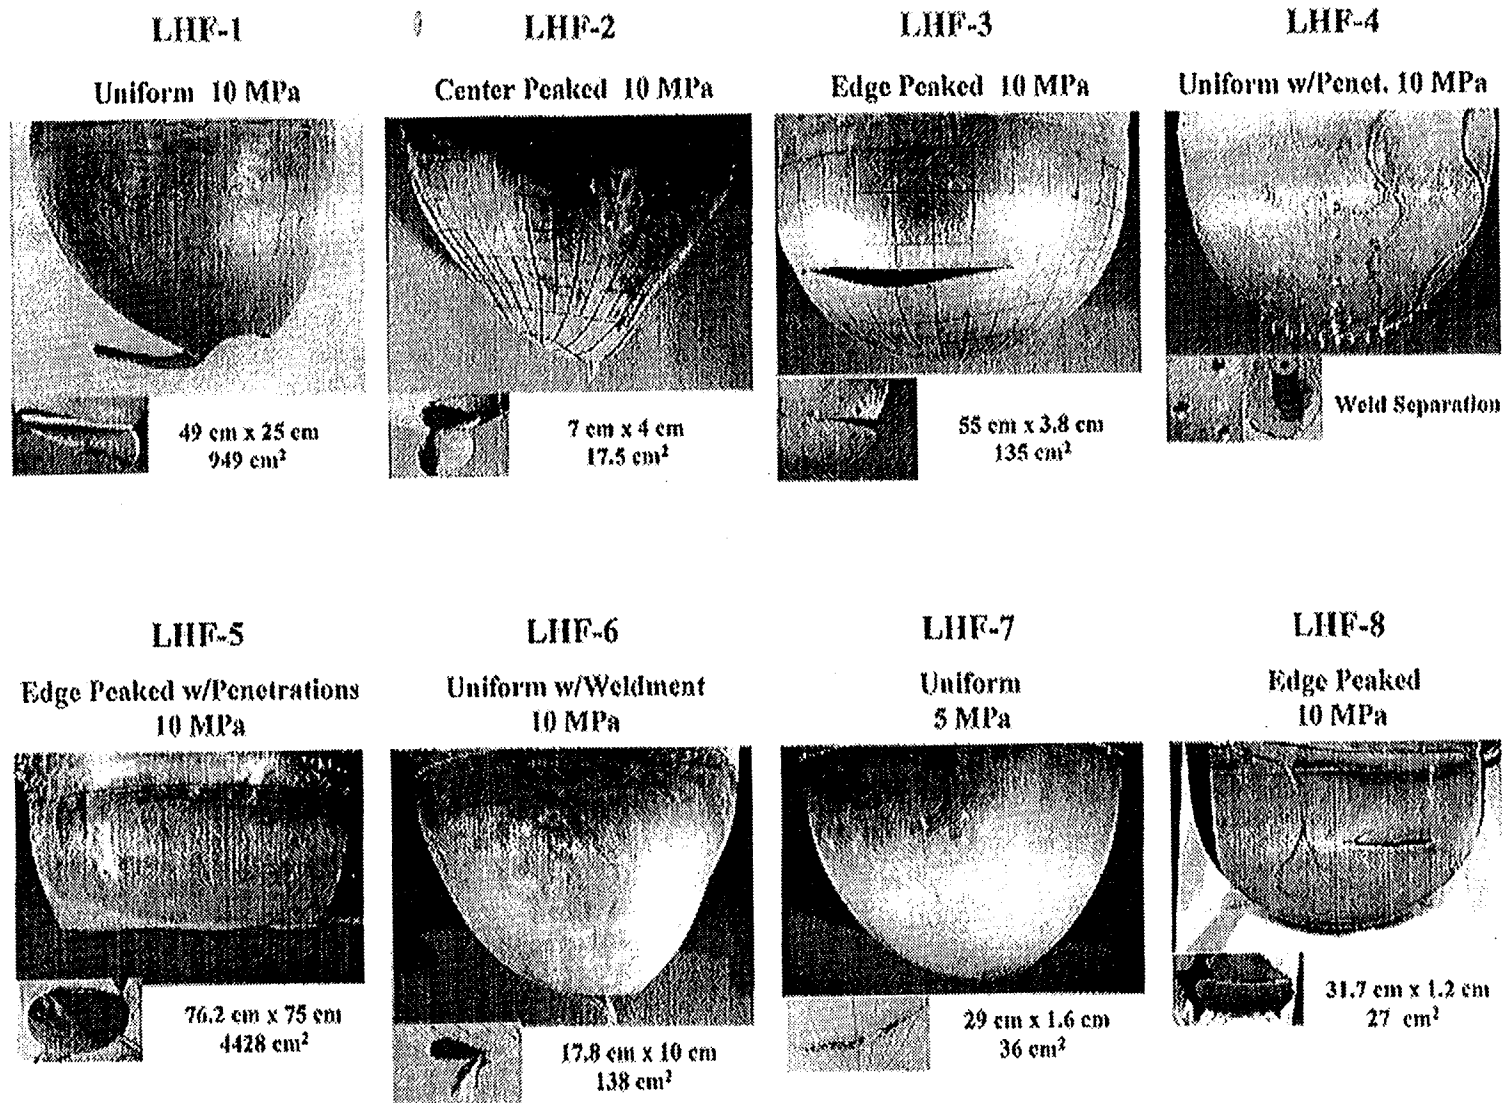 LHF-1
Uniform 10 MPa
49 cm x 25 cm
949 cm²
LHF-2
Center Peaked 10 MPa
7 cm x 4 cm
17.5 cm²
LHF-3
Edge Peaked 10 MPa
55 cm x 3.8 cm
135 cm²
LHF-4
Uniform w/Penet. 10 MPa
Weld Separation
LHF-5
Edge Peaked w/Penetrations
10 MPa
76.2 cm x 75 cm
4428 cm²
LHF-6
Uniform w/Weldment
10 MPa
17.8 cm x 10 cm
138 cm²
LHF-7
Uniform
5 MPa
29 cm x 1.6 cm
36 cm²
LHF-8
Edge Peaked
10 MPa
31.7 cm x 1.2 cm
27 cm²